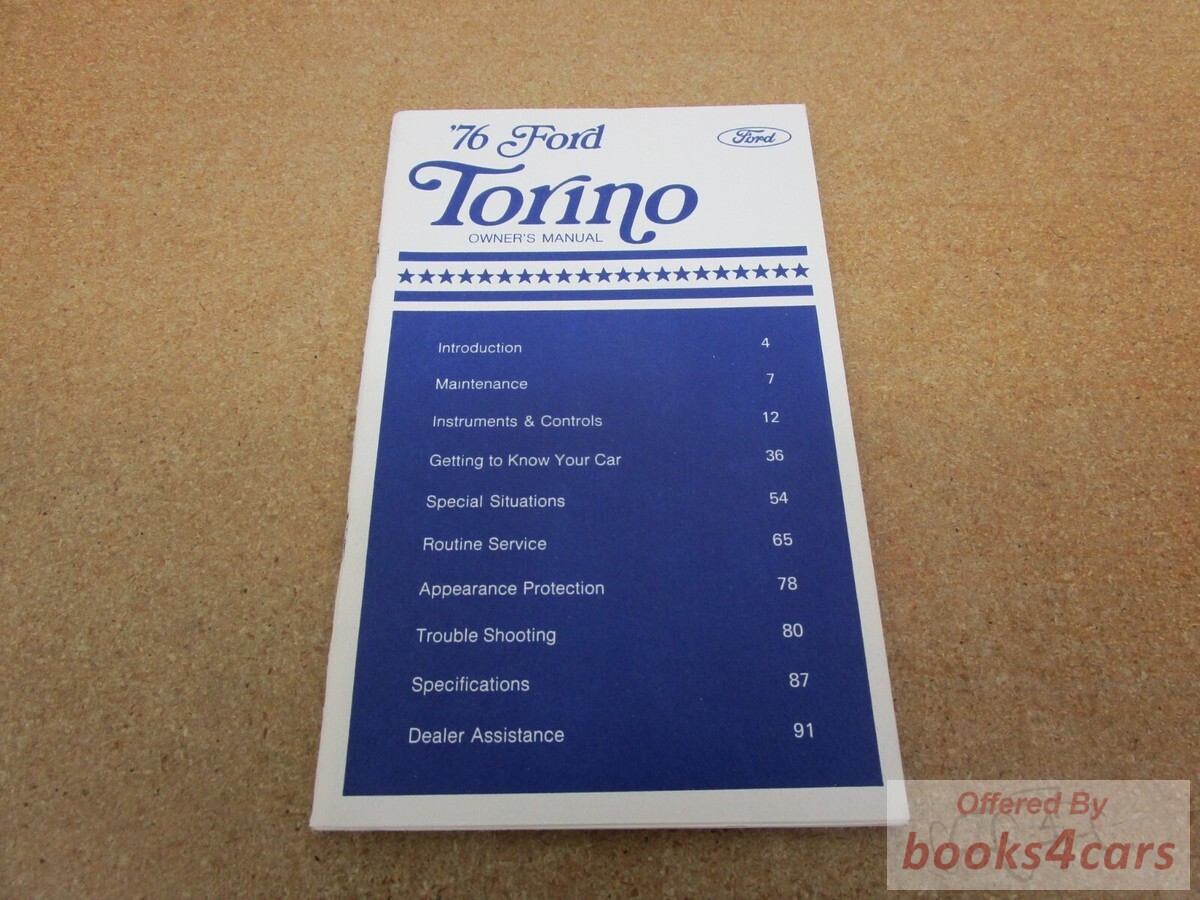 '76 Ford
Ford
Torino
OWNER'S MANUAL
Introduction 4
Maintenance 7
Instruments & Controls 12
Getting to Know Your Car 36
Special Situations 54
Routine Service 65
Appearance Protection 78
Trouble Shooting 80
Specifications 87
Dealer Assistance 91
Offered By
books4cars